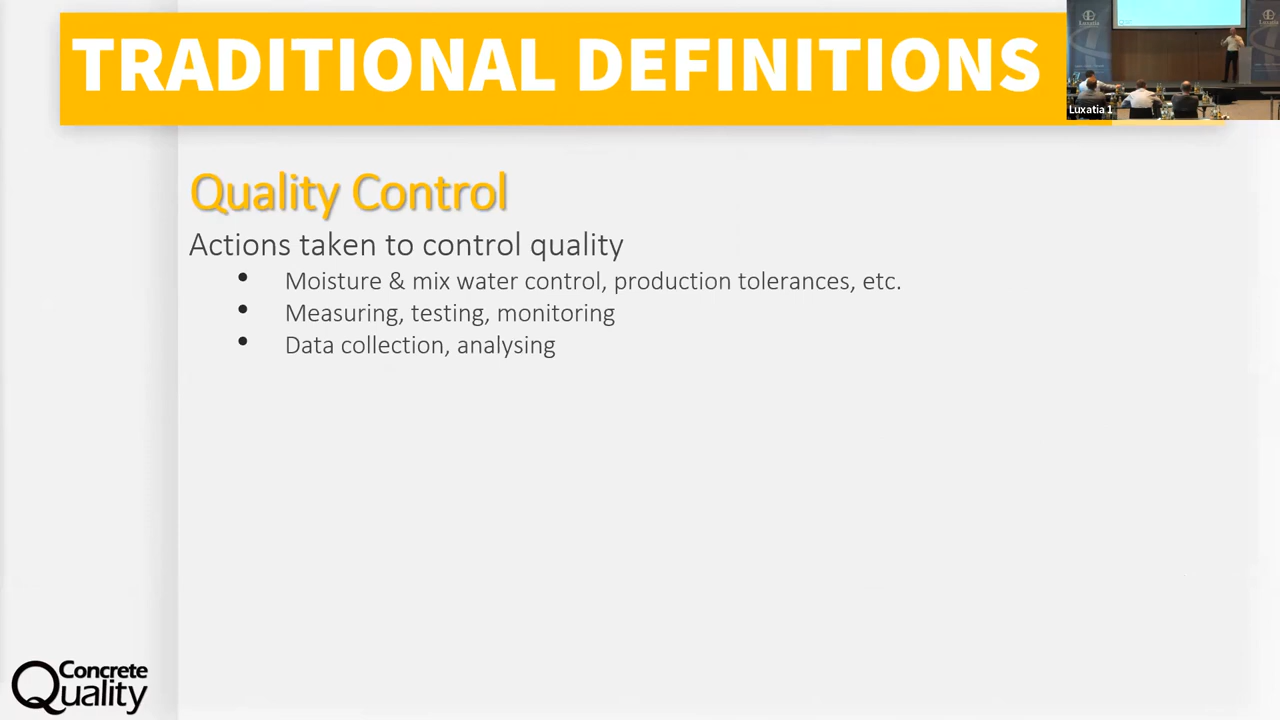 TRADITIONAL DEFINITIONS
Luxatia 1
Quality Control
Actions taken to control quality
• Moisture & mix water control, production tolerances, etc.
• Measuring, testing, monitoring
• Data collection, analysing
Concrete
Quality